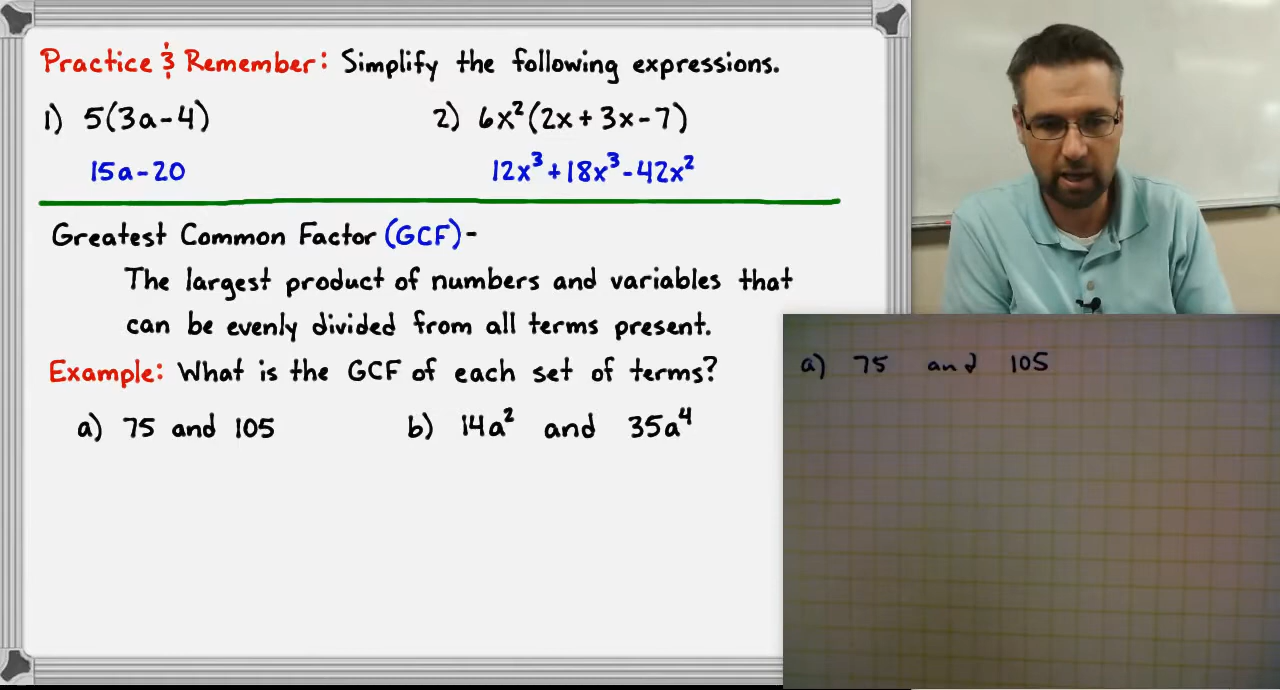 Practice & Remember: Simplify the following expressions.
1) 5(3a-4) 2) 6x²(2x+3x-7)
15a-20 12x³+18x³-42x²
Greatest Common Factor (GCF)-
The largest product of numbers and variables that
can be evenly divided from all terms present.
Example: What is the GCF of each set of terms?
a) 75 and 105 b) 14a² and 35a⁴
a) 75 and 105